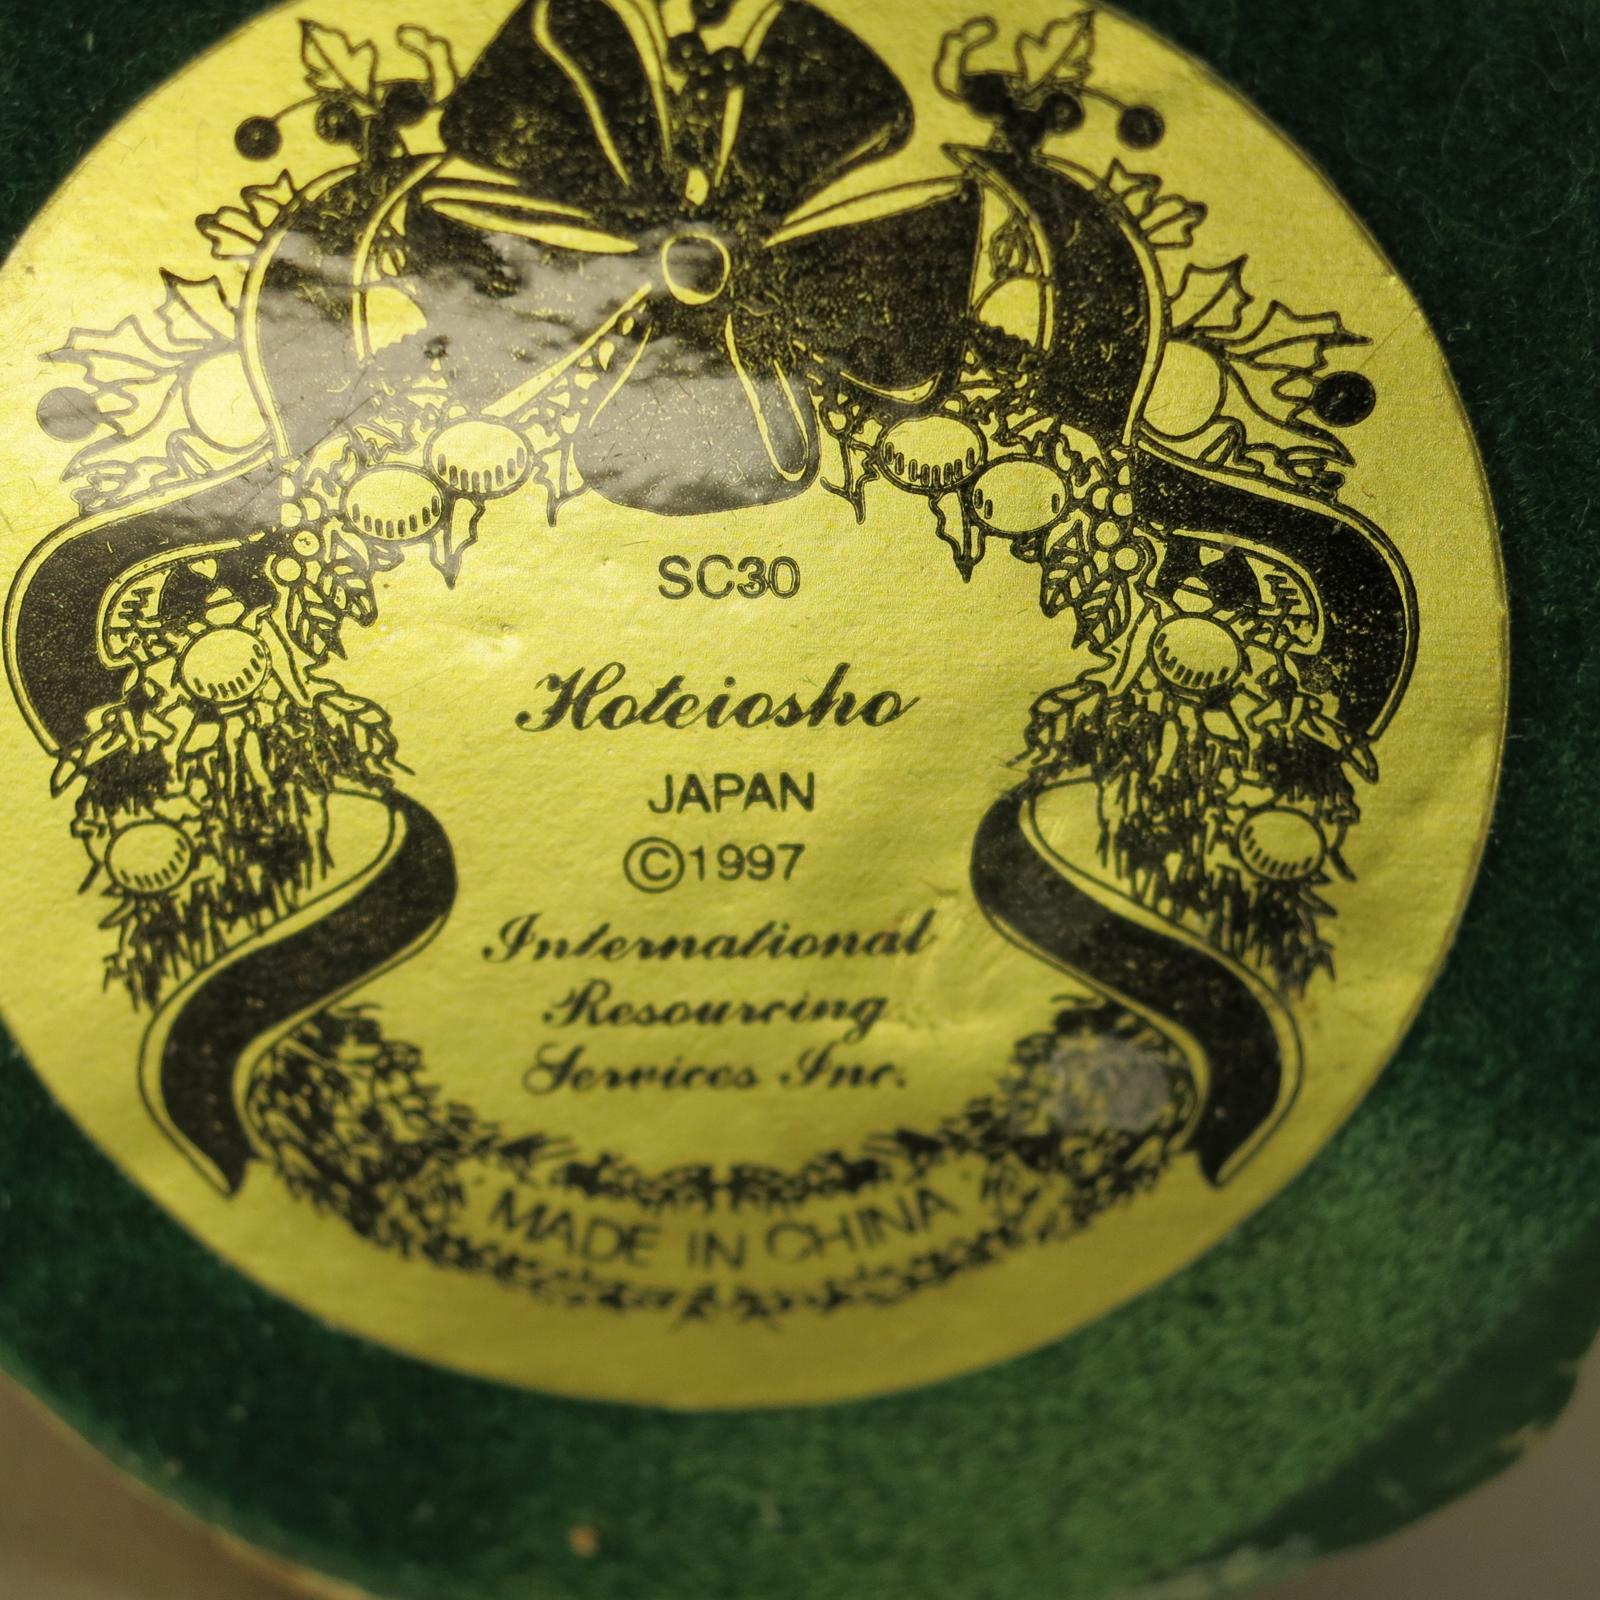 SC30
Hoteiosho
JAPAN
©1997
International
Resourcing
Services Inc.
MADE IN CHINA